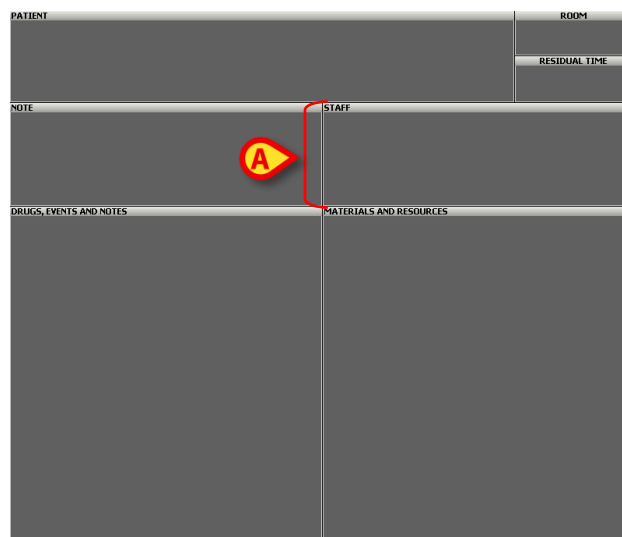 PATIENT
ROOM
RESIDUAL TIME
NOTE
STAFF
A
DRUGS, EVENTS AND NOTES
MATERIALS AND RESOURCES